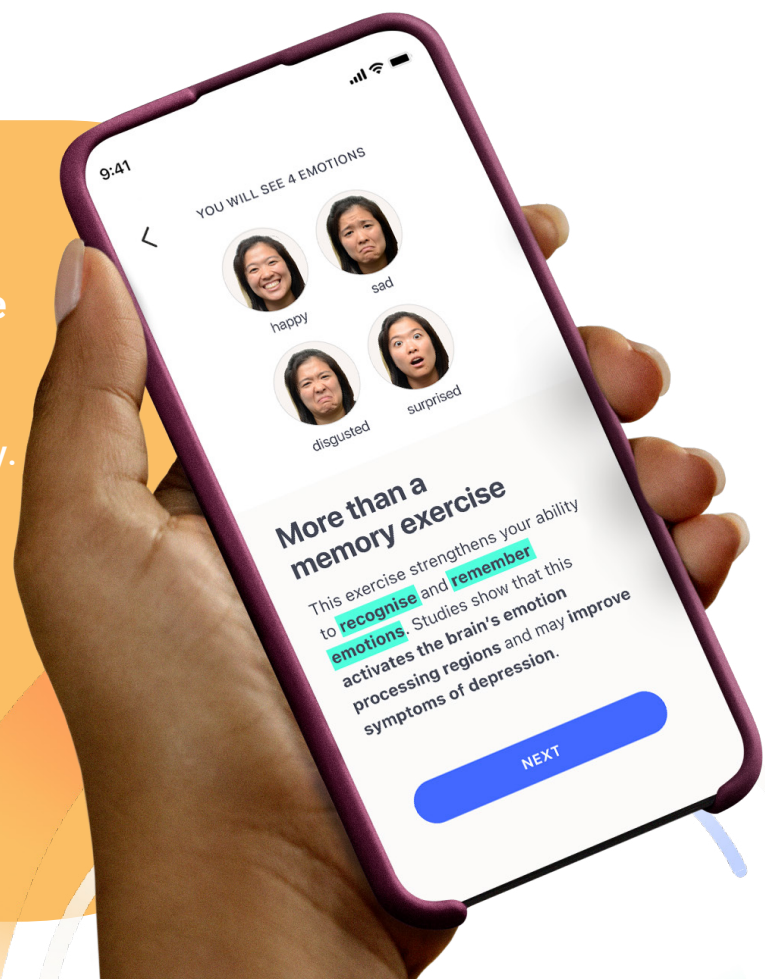 9:41
YOU WILL SEE 4 EMOTIONS
happy
sad
disgusted
surprised
More than a
memory exercise
This exercise strengthens your ability
to recognise and remember
emotions. Studies show that this
activates the brain's emotion
processing regions and may improve
symptoms of depression.
NEXT
e
y.